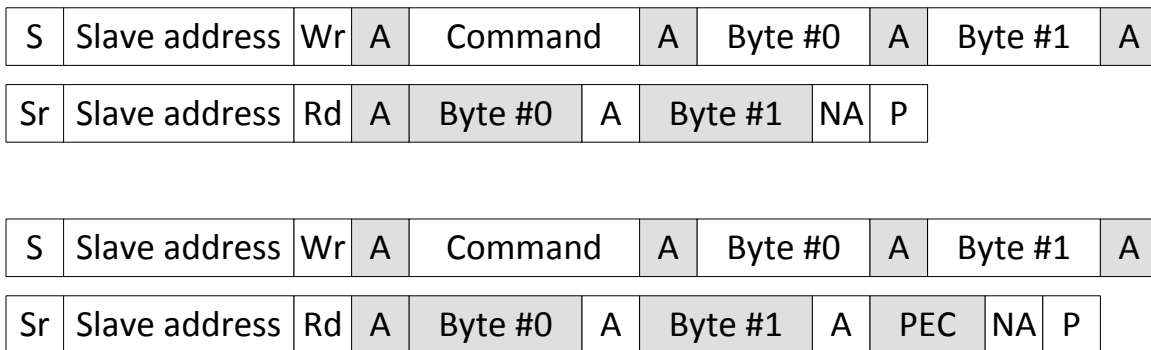 S Slave address Wr A Command A Byte #0 A Byte #1 A
Sr Slave address Rd A Byte #0 A Byte #1 NA P
S Slave address Wr A Command A Byte #0 A Byte #1 A
Sr Slave address Rd A Byte #0 A Byte #1 A PEC NA P